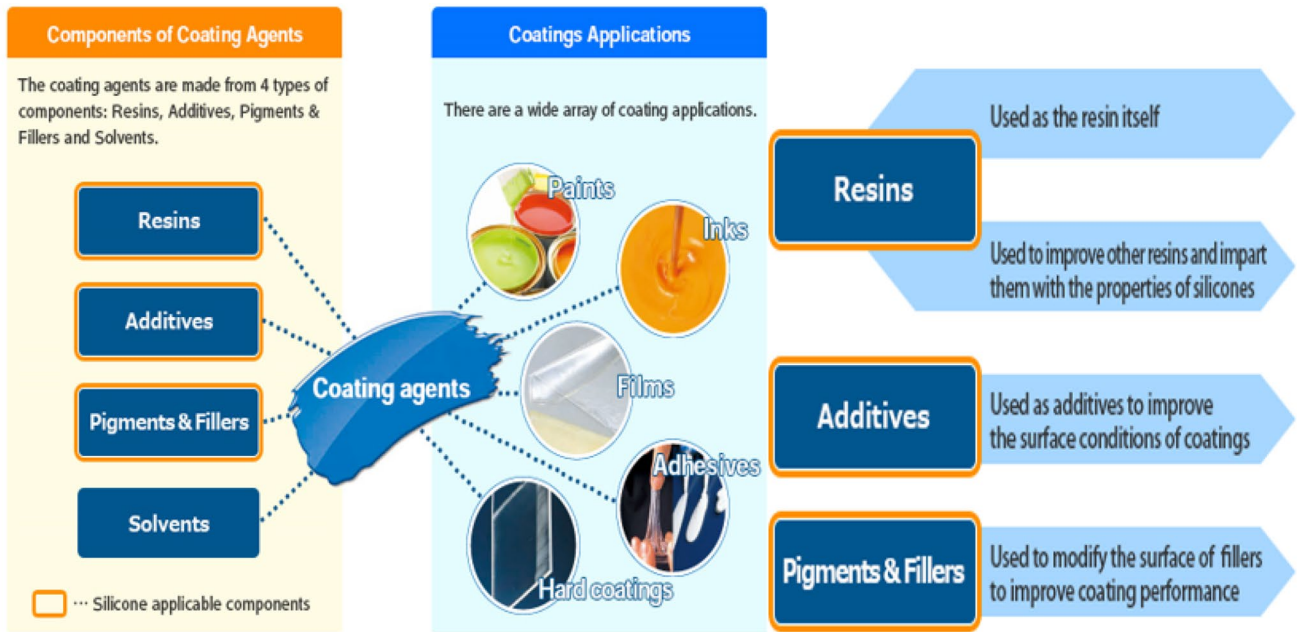 Components of Coating Agents
The coating agents are made from 4 types of
components: Resins, Additives, Pigments &
Fillers and Solvents.
Resins
Additives
Pigments & Fillers
Solvents
··· Silicone applicable components
Coating agents
Coatings Applications
There are a wide array of coating applications.
Paints
Inks
Films
Adhesives
Hard coatings
Resins
Used as the resin itself
Used to improve other resins and impart
them with the properties of silicones
Additives
Used as additives to improve
the surface conditions of coatings
Pigments & Fillers
Used to modify the surface of fillers
to improve coating performance